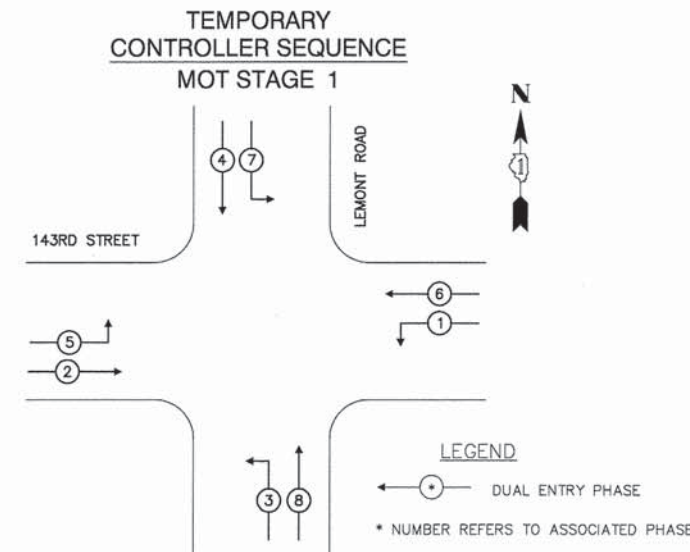 TEMPORARY
CONTROLLER SEQUENCE
MOT STAGE 1
N
1
4 7
LEMONT ROAD
143RD STREET
6
1
5
2
3 8
LEGEND
* DUAL ENTRY PHASE
* NUMBER REFERS TO ASSOCIATED PHASE